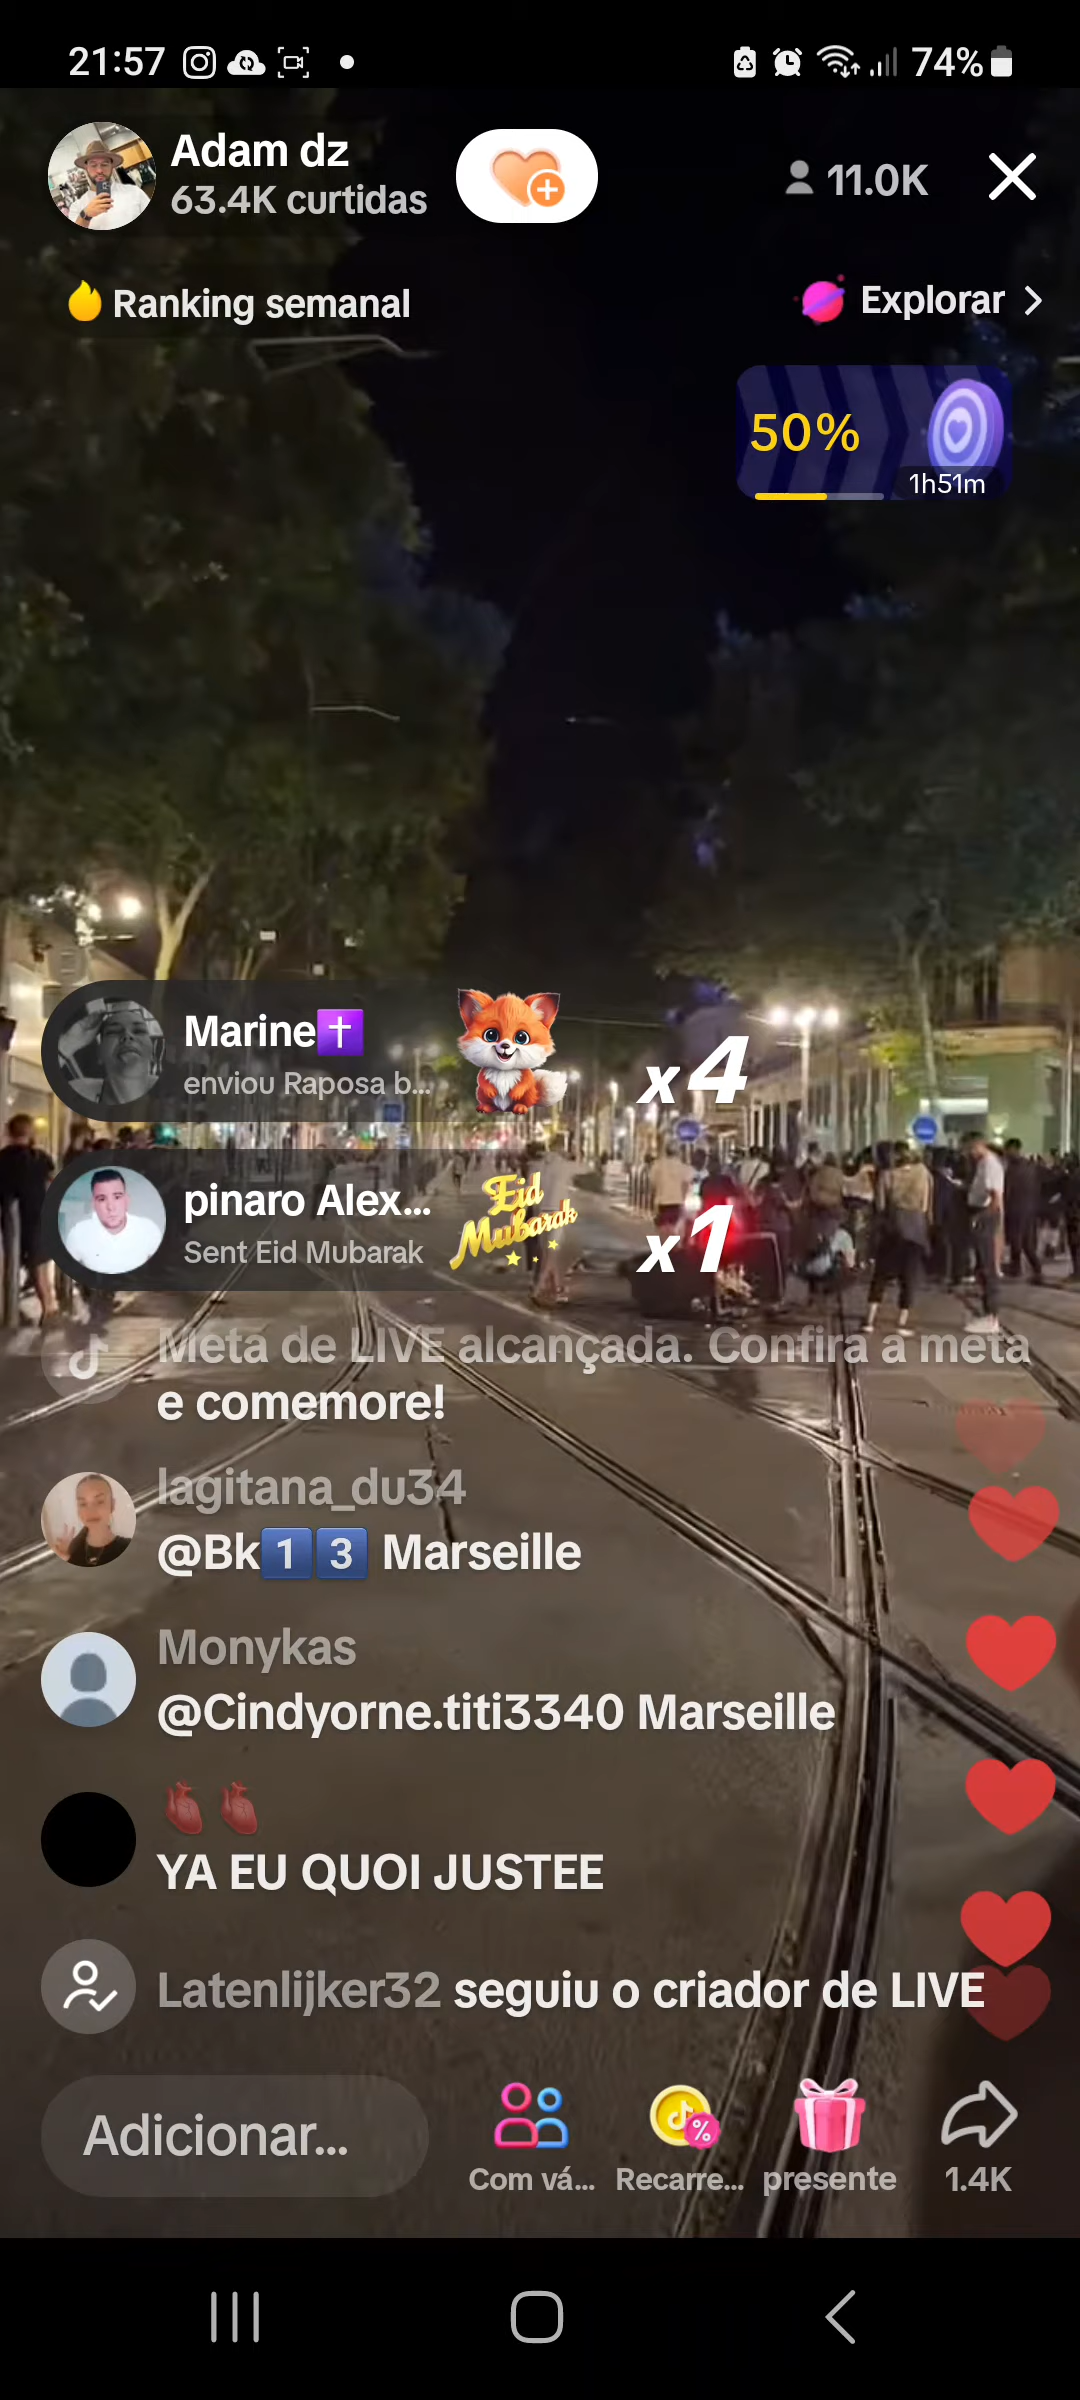 21:57
74%
Adam dz
63.4K curtidas
11.0K
Ranking semanal
Explorar
50%
1h51m
Marine✝️
enviou Raposa b...
x4
pinaro Alex...
Sent Eid Mubarak
Eid
Mubarak
x1
Meta de LIVE alcançada. Confira a meta
e comemore!
lagitana_du34
@Bk1️⃣3️⃣ Marseille
Monykas
@Cindyorne.titi3340 Marseille
🫀🫀
YA EU QUOI JUSTEE
Latenlijker32 seguiu o criador de LIVE
Adicionar...
Com vá...
Recarre...
presente
1.4K